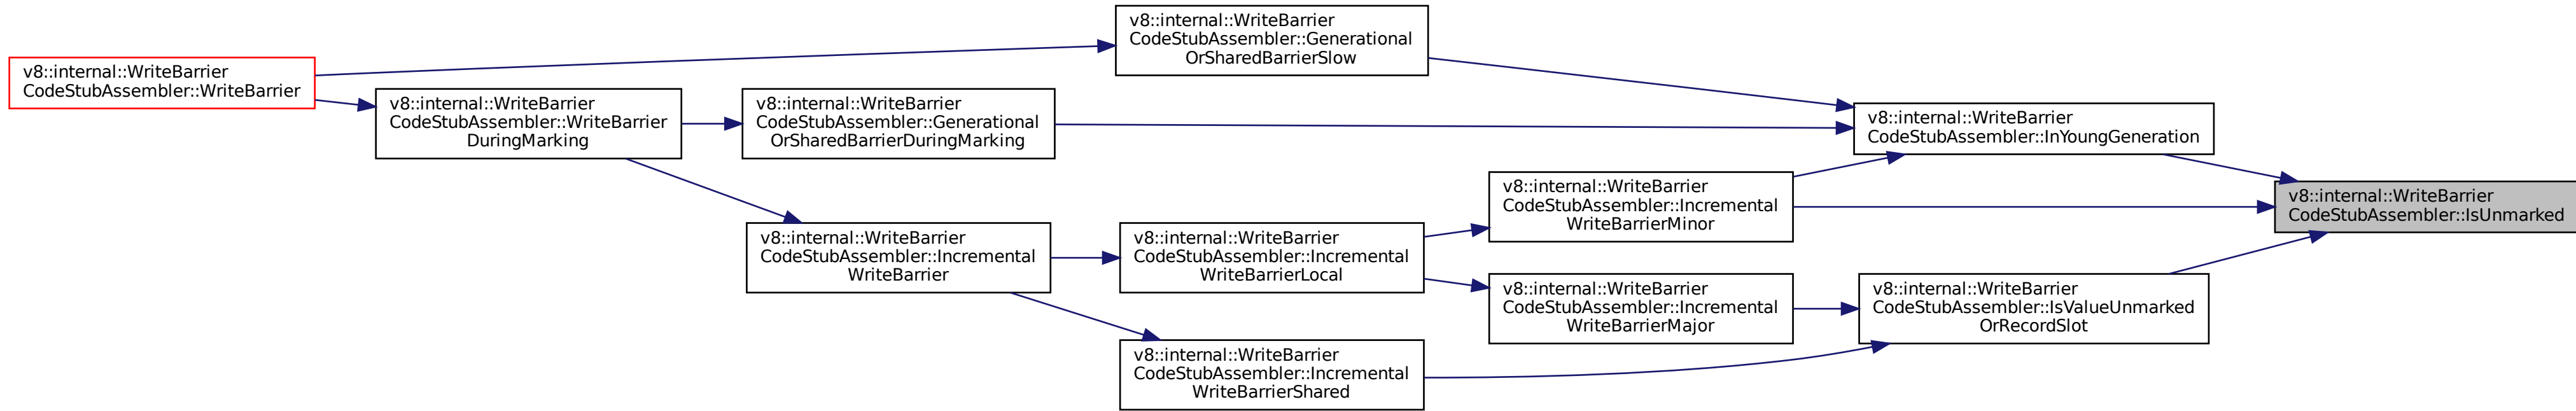 v8::internal::WriteBarrier
CodeStubAssembler::WriteBarrier
v8::internal::WriteBarrier
CodeStubAssembler::WriteBarrier
DuringMarking
v8::internal::WriteBarrier
CodeStubAssembler::Generational
OrSharedBarrierDuringMarking
v8::internal::WriteBarrier
CodeStubAssembler::Incremental
WriteBarrier
v8::internal::WriteBarrier
CodeStubAssembler::Generational
OrSharedBarrierSlow
v8::internal::WriteBarrier
CodeStubAssembler::Incremental
WriteBarrierLocal
v8::internal::WriteBarrier
CodeStubAssembler::Incremental
WriteBarrierShared
v8::internal::WriteBarrier
CodeStubAssembler::Incremental
WriteBarrierMinor
v8::internal::WriteBarrier
CodeStubAssembler::Incremental
WriteBarrierMajor
v8::internal::WriteBarrier
CodeStubAssembler::InYoungGeneration
v8::internal::WriteBarrier
CodeStubAssembler::IsValueUnmarked
OrRecordSlot
v8::internal::WriteBarrier
CodeStubAssembler::IsUnmarked